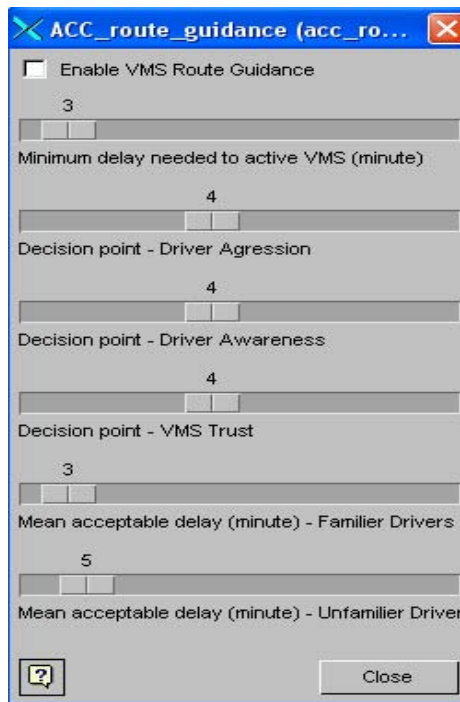 ACC_route_guidance (acc_ro...
Enable VMS Route Guidance
3
Minimum delay needed to active VMS (minute)
4
Decision point - Driver Agression
4
Decision point - Driver Awareness
4
Decision point - VMS Trust
3
Mean acceptable delay (minute) - Familier Drivers
5
Mean acceptable delay (minute) - Unfamilier Driver
?
Close